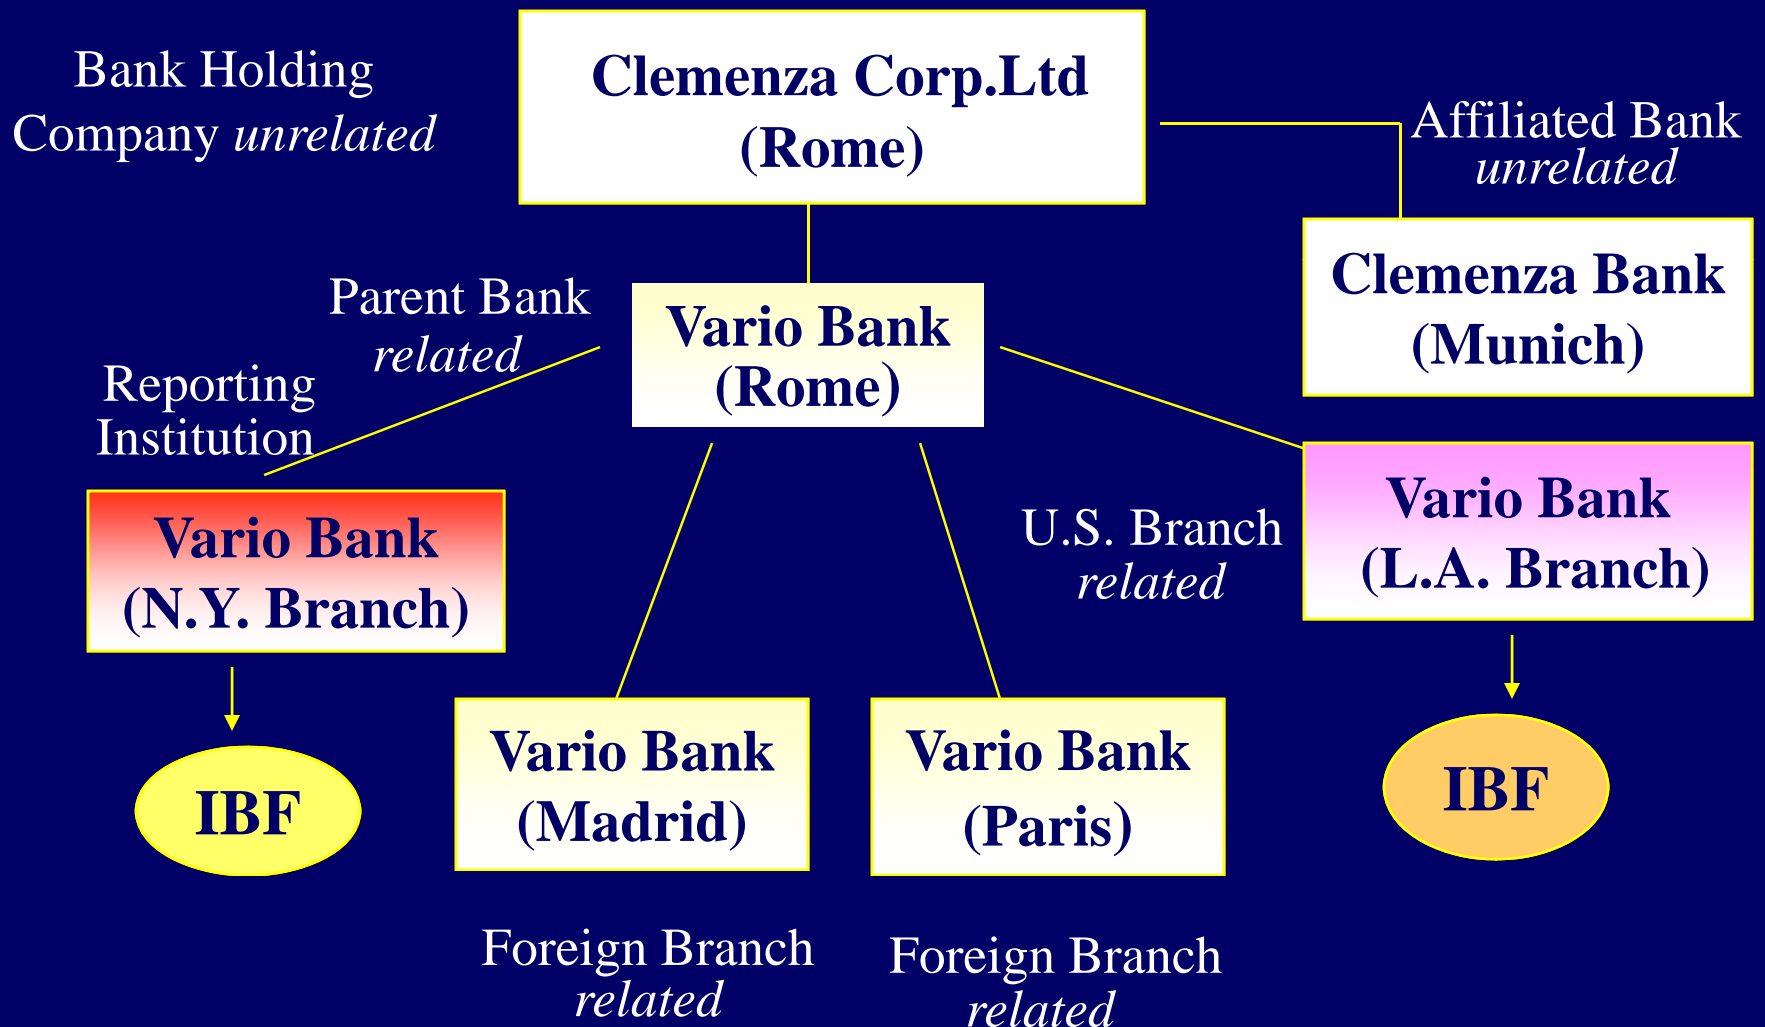 Bank Holding
Company unrelated
Clemenza Corp.Ltd
(Rome)
Affiliated Bank
unrelated
Clemenza Bank
(Munich)
Parent Bank
related
Vario Bank
(Rome)
Reporting
Institution
Vario Bank
(N.Y. Branch)
U.S. Branch
related
Vario Bank
(L.A. Branch)
IBF
Vario Bank
(Madrid)
Vario Bank
(Paris)
IBF
Foreign Branch
related
Foreign Branch
related